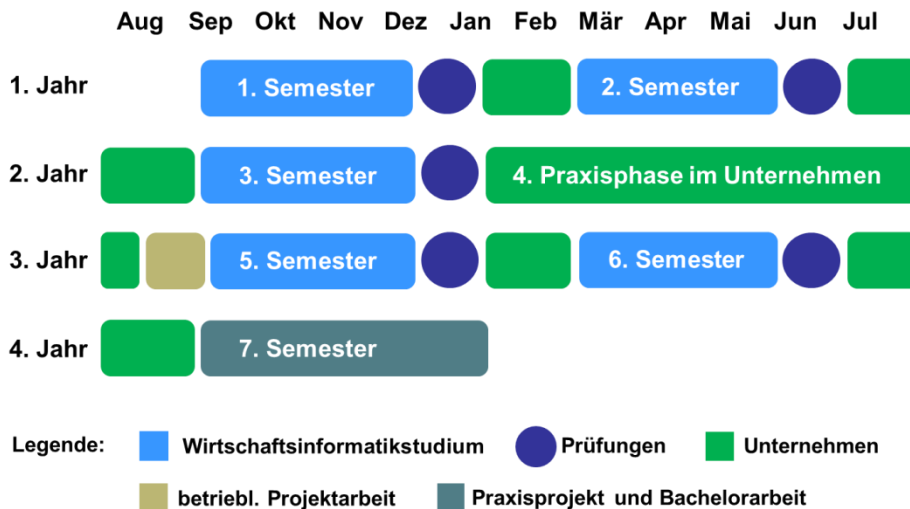 Aug Sep Okt Nov Dez Jan Feb Mär Apr Mai Jun Jul
1. Jahr 1. Semester 2. Semester
2. Jahr 3. Semester 4. Praxisphase im Unternehmen
3. Jahr 5. Semester 6. Semester
4. Jahr 7. Semester
Legende: Wirtschaftsinformatikstudium Prüfungen Unternehmen
betriebl. Projektarbeit Praxisprojekt und Bachelorarbeit